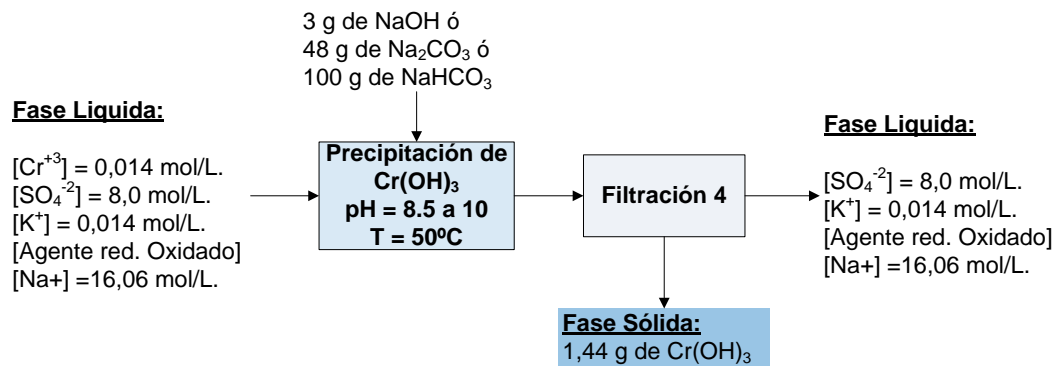 3 g de NaOH ó
48 g de Na₂CO₃ ó
100 g de NaHCO₃
Fase Liquida:
[Cr⁺³] = 0,014 mol/L.
[SO₄⁻²] = 8,0 mol/L.
[K⁺] = 0,014 mol/L.
[Agente red. Oxidado]
[Na+] =16,06 mol/L.
Precipitación de
Cr(OH)₃
pH = 8.5 a 10
T = 50ºC
Filtración 4
Fase Sólida:
1,44 g de Cr(OH)₃
Fase Liquida:
[SO₄⁻²] = 8,0 mol/L.
[K⁺] = 0,014 mol/L.
[Agente red. Oxidado]
[Na+] =16,06 mol/L.